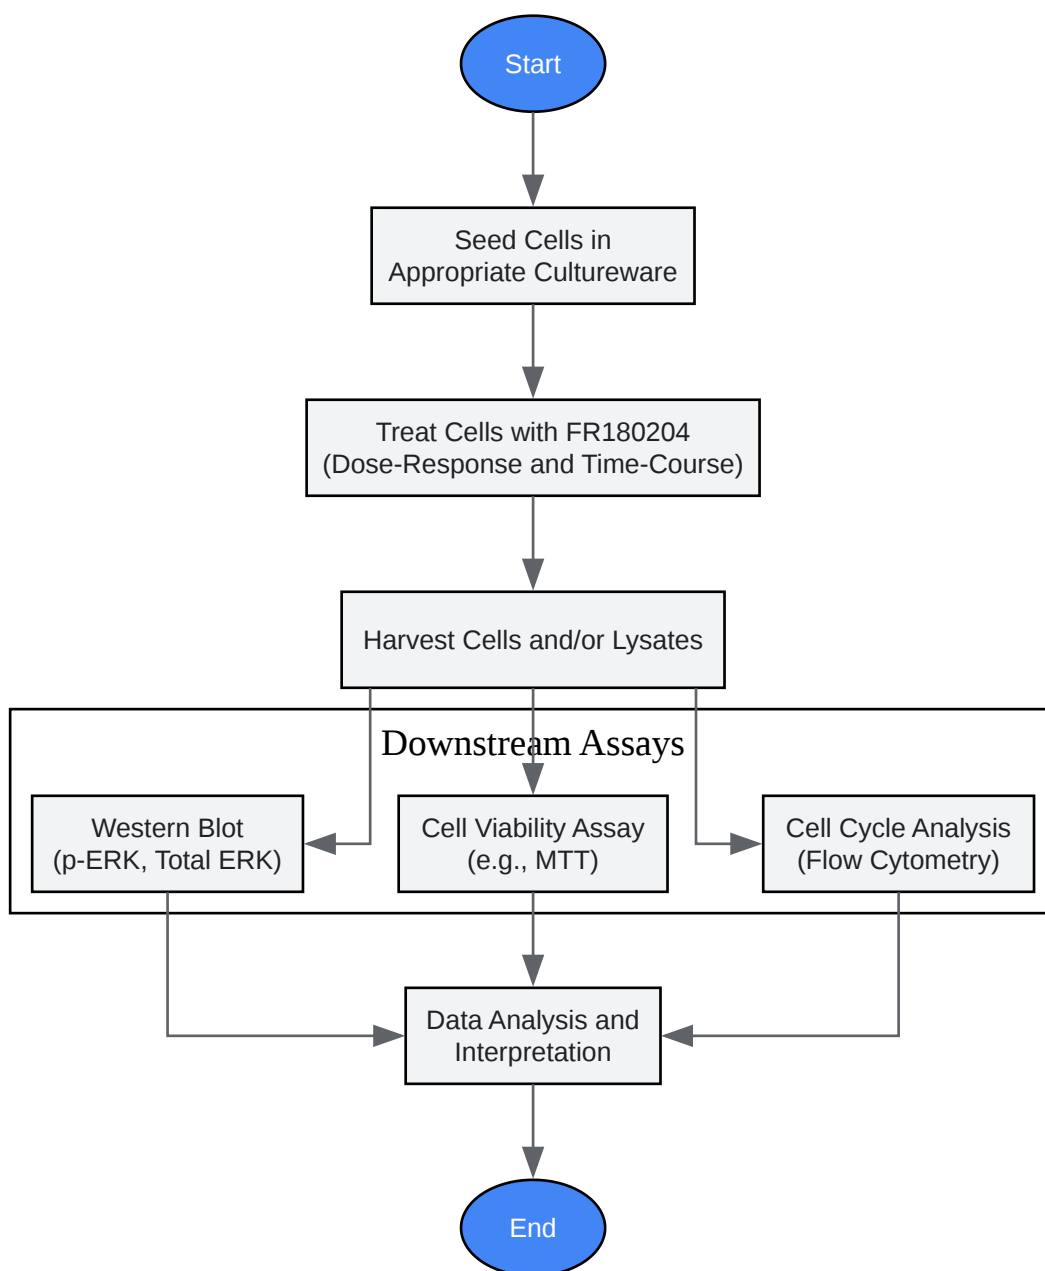 Start
Seed Cells in
Appropriate Cultureware
Treat Cells with FR180204
(Dose-Response and Time-Course)
Harvest Cells and/or Lysates
Downstream Assays
Western Blot
(p-ERK, Total ERK)
Cell Viability Assay
(e.g., MTT)
Cell Cycle Analysis
(Flow Cytometry)
Data Analysis and
Interpretation
End